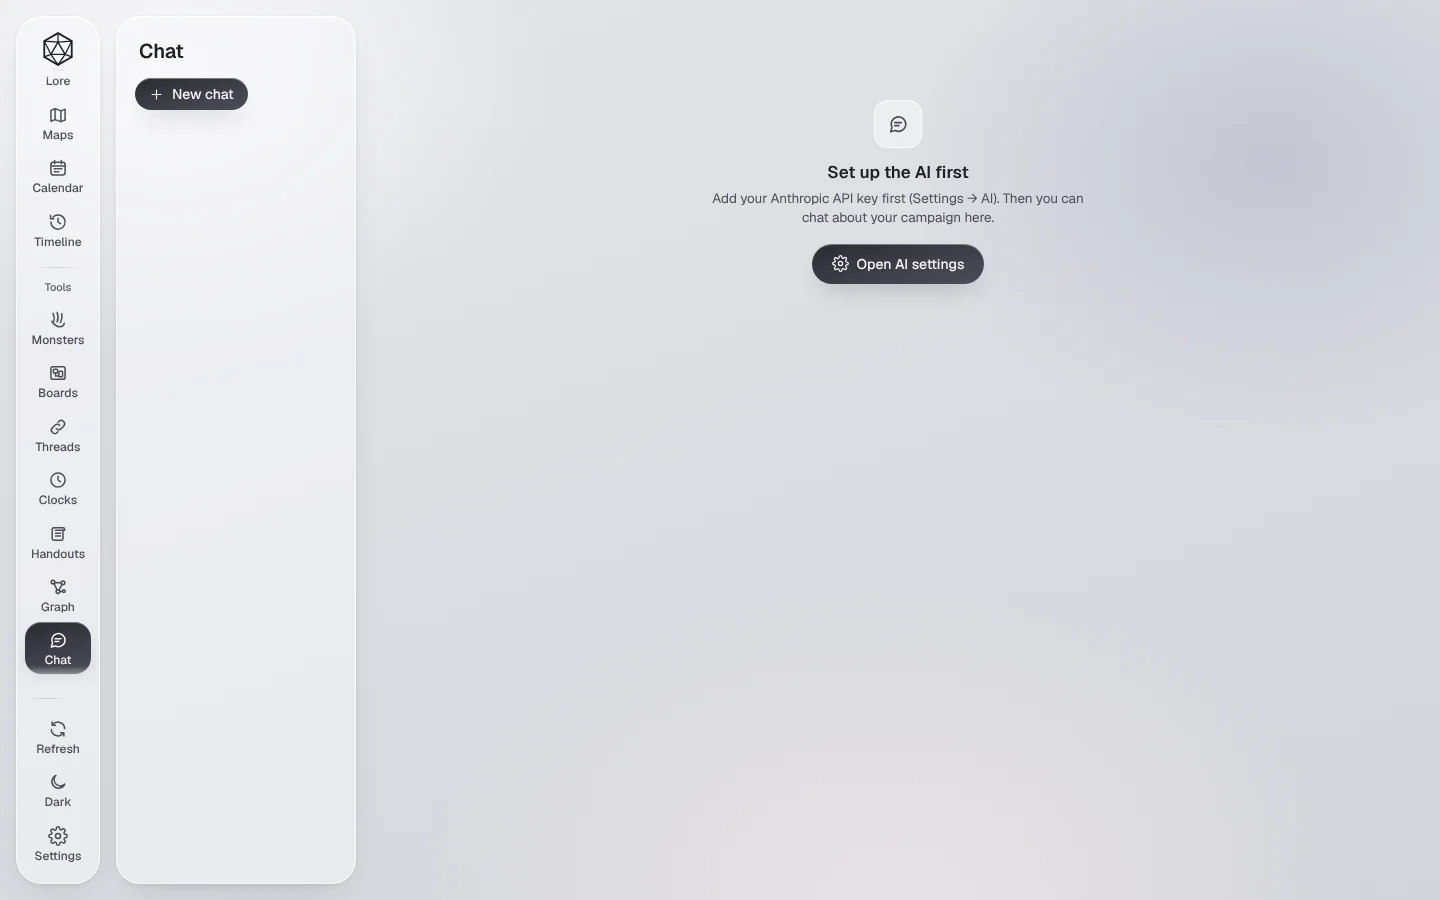 Lore
Maps
Calendar
Timeline
Tools
Monsters
Boards
Threads
Clocks
Handouts
Graph
Chat
Refresh
Dark
Settings
Chat
New chat
Set up the AI first
Add your Anthropic API key first (Settings → AI). Then you can
chat about your campaign here.
Open AI settings